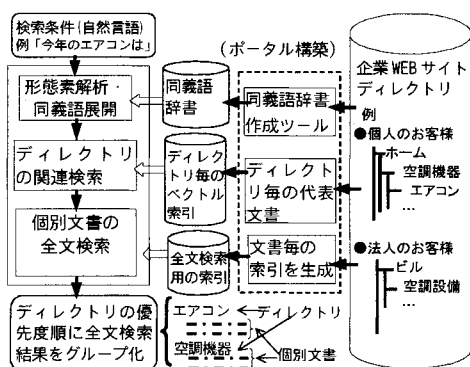 検索条件(自然言語)
例「今年のエアコンは」
形態素解析・
同義語展開
ディレクトリ
の関連検索
個別文書の
全文検索
ディレクトリの優
先度順に全文検索
結果をグループ化
同義語
辞書
ディレク
トリ毎の
ベクトル
索引
全文検索
用の索引
(ポータル構築)
同義語辞書
作成ツール
ディレクト
リ毎の代表
文書
文書毎の
索引を生成
企業WEBサイト
ディレクトリ
例
●個人のお客様
ホーム
空調機器
エアコン
…
●法人のお客様
ビル
空調設備
…
エアコン
ディレクトリ
空調機器
個別文書